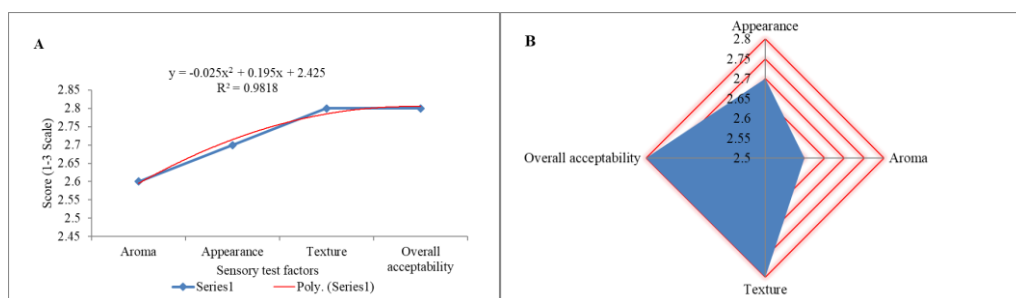 A
y = -0.025x² + 0.195x + 2.425
R² = 0.9818
Score (1-3 Scale)
2.85
2.8
2.75
2.7
2.65
2.6
2.55
2.5
2.45
Aroma Appearance Texture Overall
acceptability
Sensory test factors
Series1 Poly. (Series1)
B
Appearance
2.8
2.75
2.7
2.65
2.6
2.55
2.5
Overall acceptability
Aroma
Texture